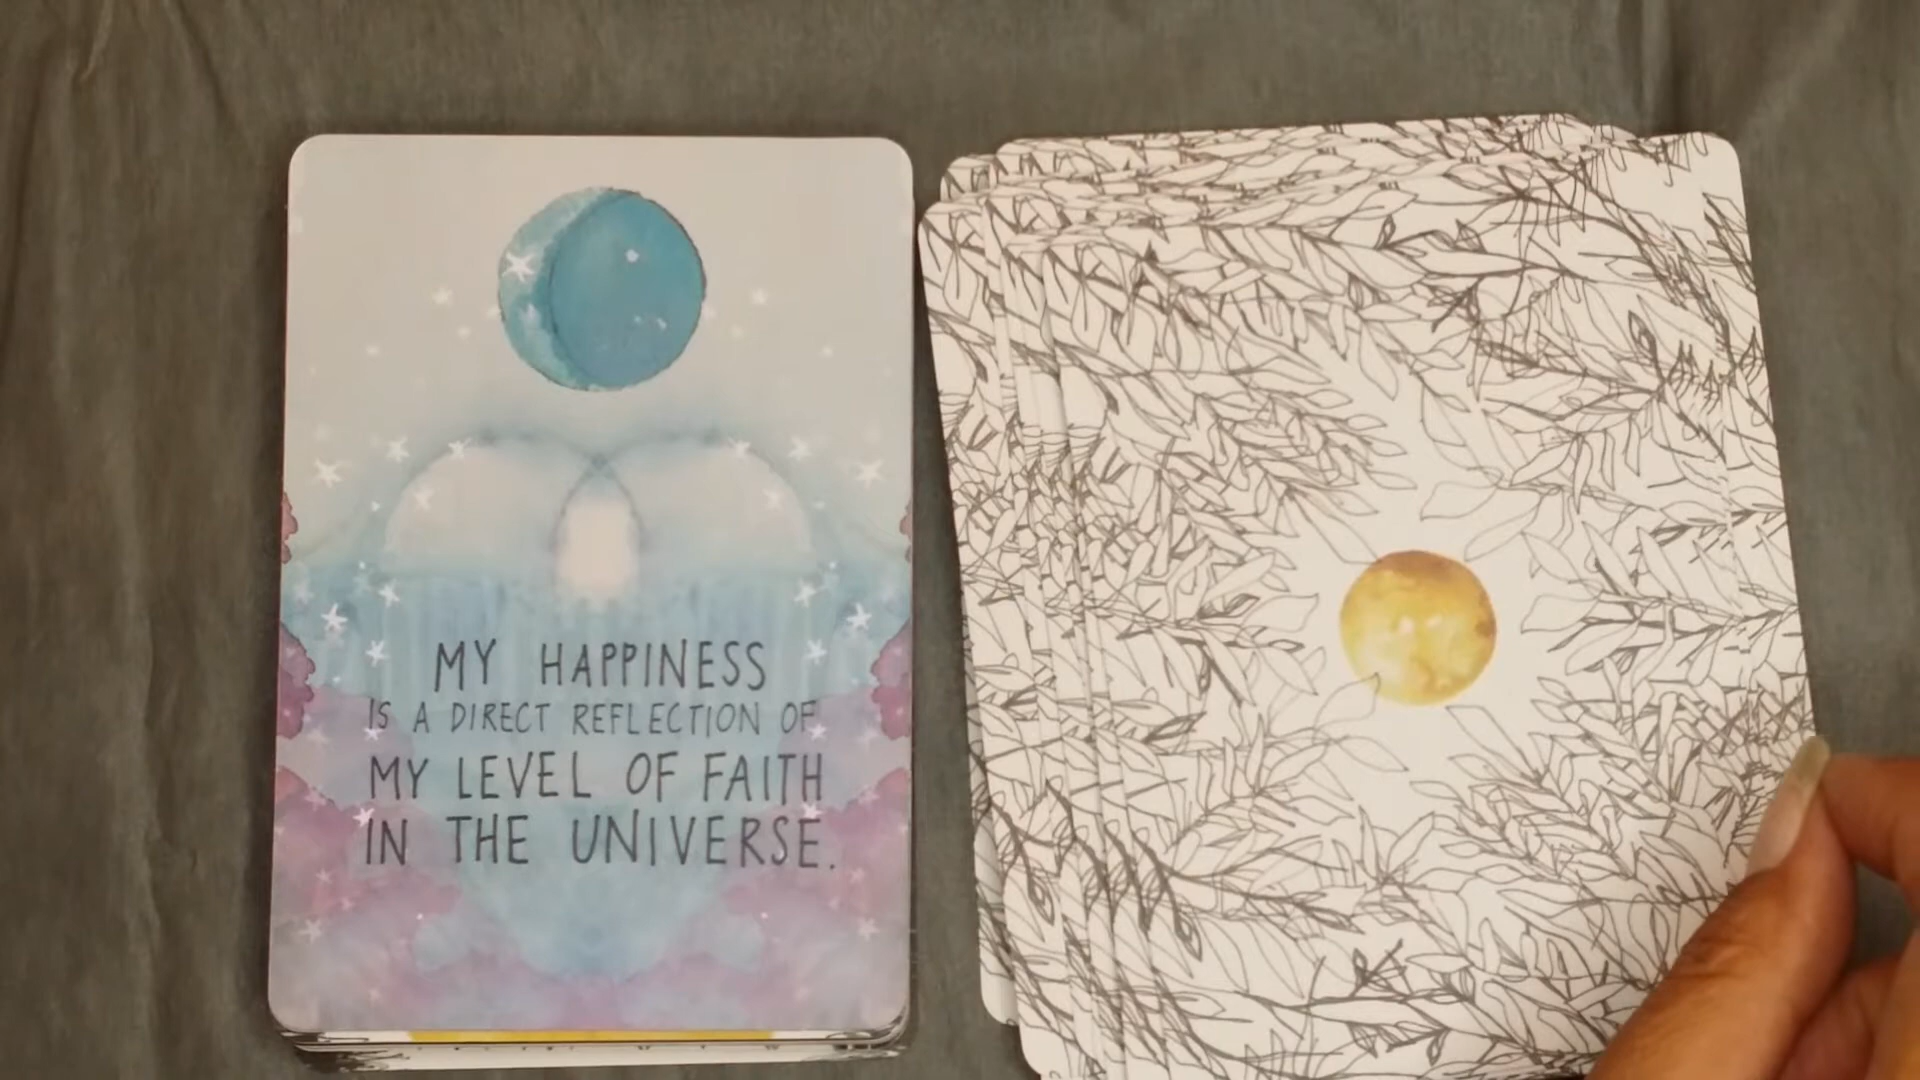 MY HAPPINESS
IS A DIRECT REFLECTION OF
MY LEVEL OF FAITH
IN THE UNIVERSE.